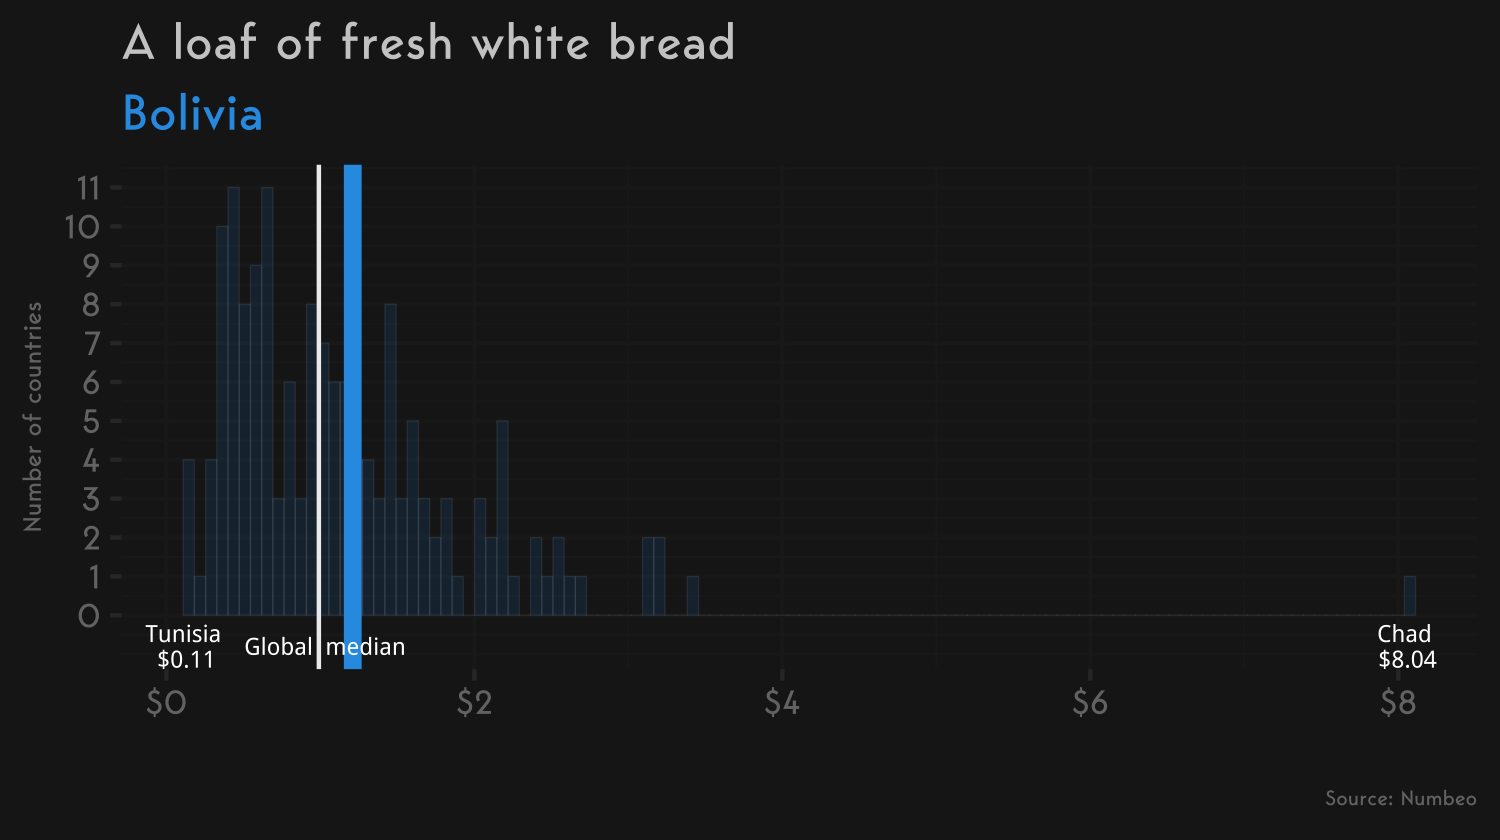 A loaf of fresh white bread
Bolivia
Number of countries
11
10
9
8
7
6
5
4
3
2
1
0
Tunisia
$0.11
Global median
Chad
$8.04
$0 $2 $4 $6 $8
Source: Numbeo